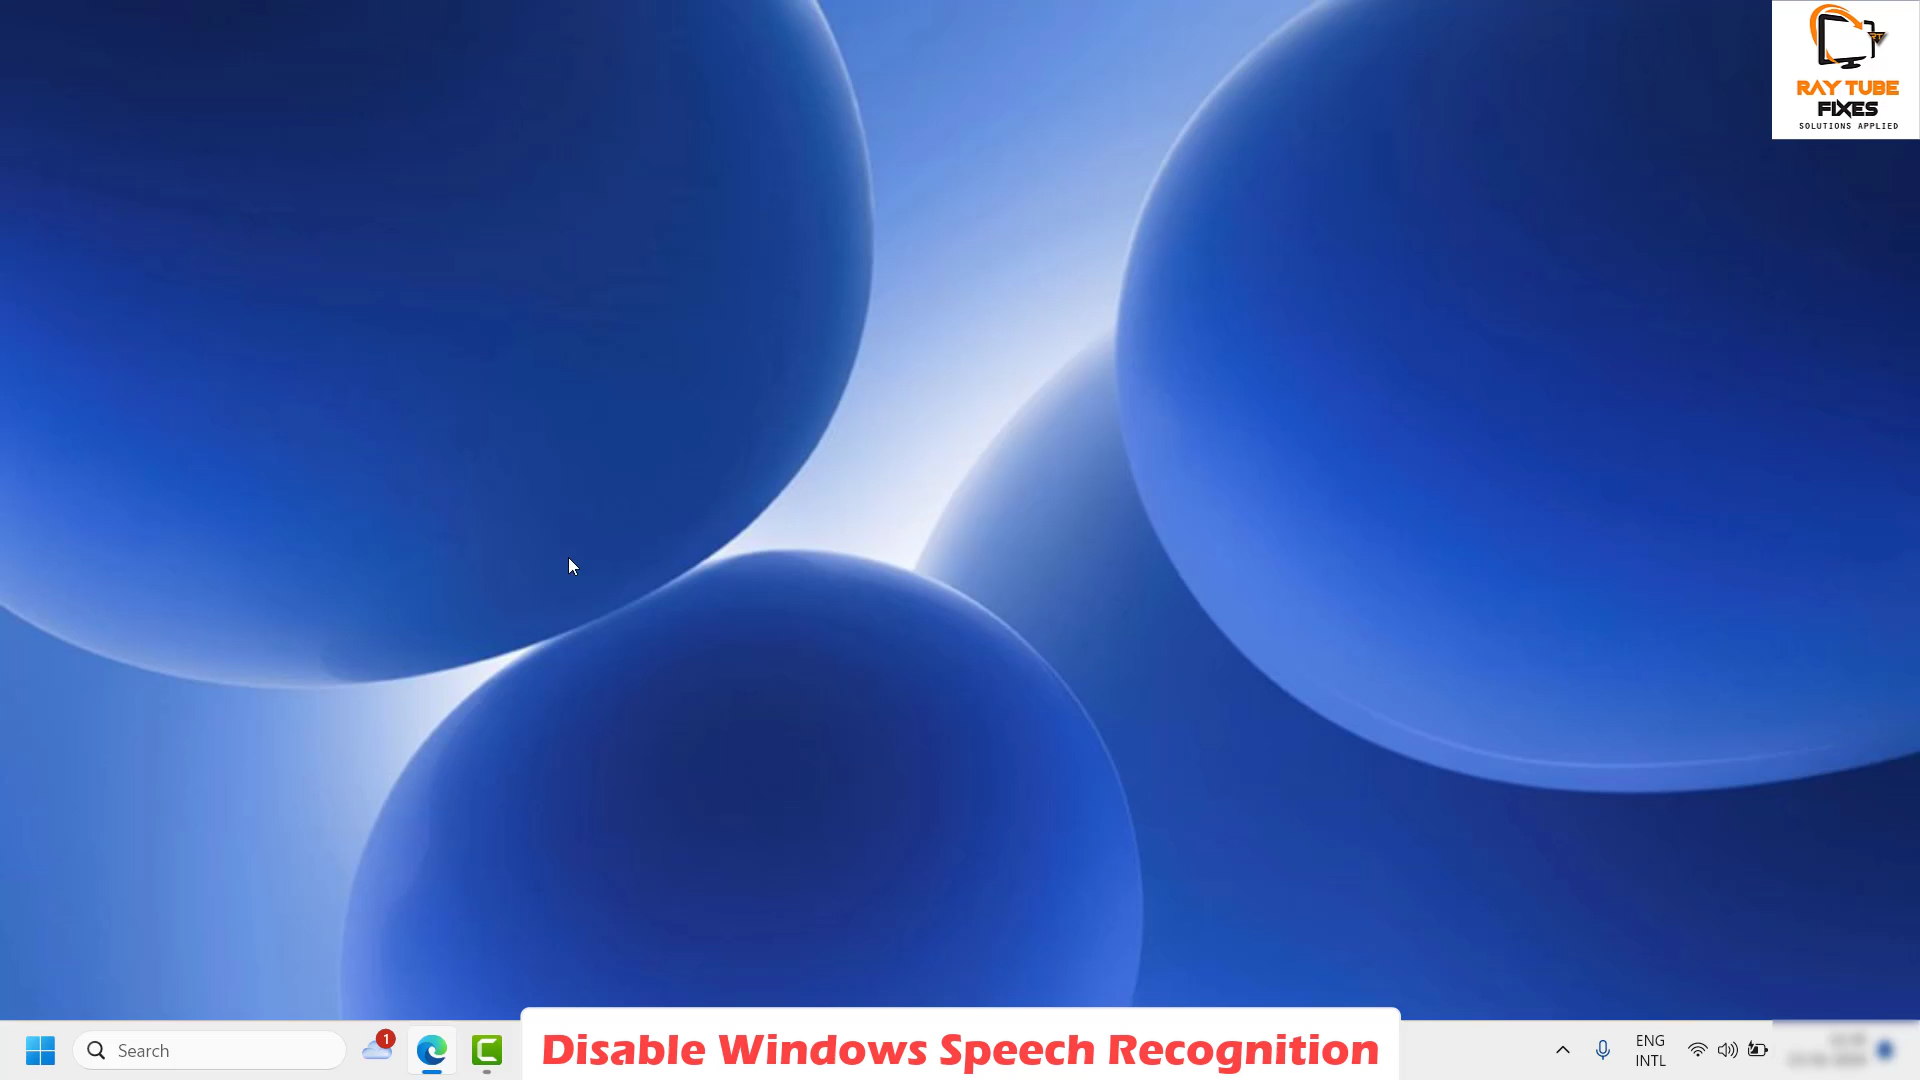 RAY TUBE
FIXES
SOLUTIONS APPLIED
Search
1
Disable Windows Speech Recognition
ENG
INTL